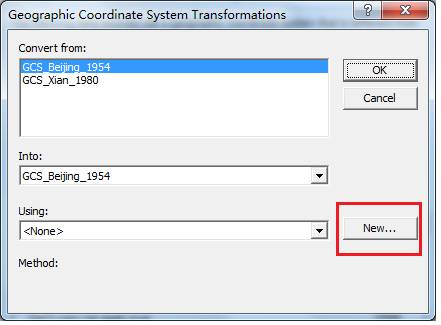 Geographic Coordinate System Transformations
Convert from:
GCS_Beijing_1954
GCS_Xian_1980
OK
Cancel
Into:
GCS_Beijing_1954
Using:
<None>
New...
Method: